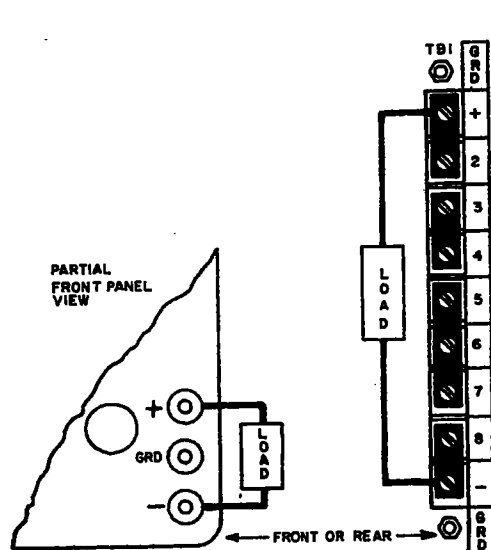 TB1
GRD
+
2
3
4
5
6
7
8
-
GRD
LOAD
PARTIAL
FRONT PANEL
VIEW
+
GRD
-
LOAD
FRONT OR REAR